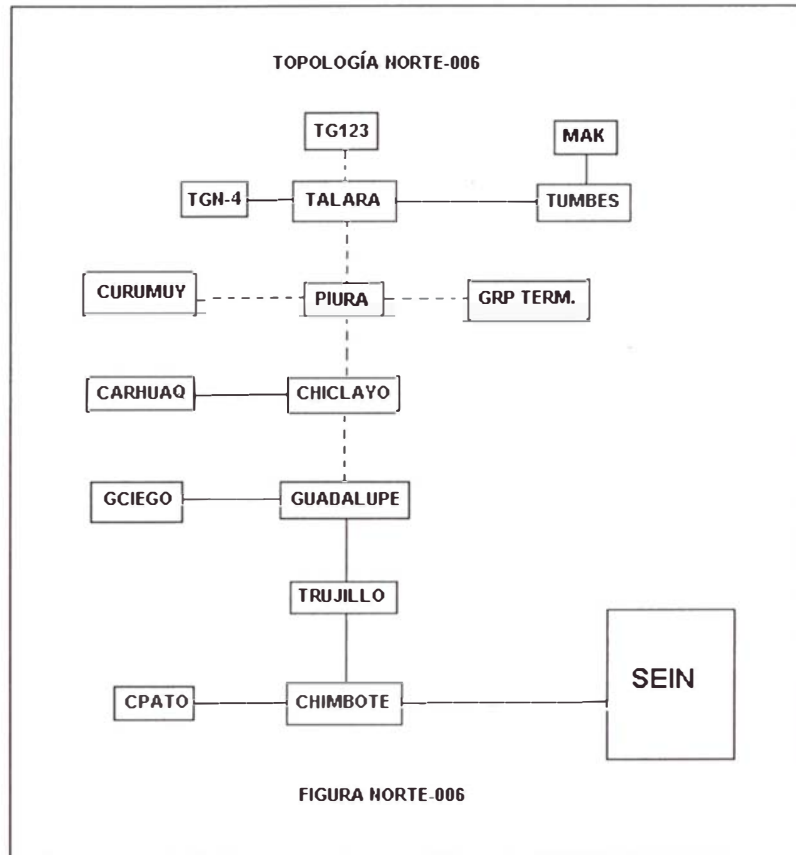 TOPOLOGÍA NORTE-006
TG123
MAK
TGN-4
TALARA
TUMBES
CURUMUY
PIURA
GRP TERM.
CARHUAQ
CHICLAYO
GCIEGO
GUADALUPE
TRUJILLO
SEIN
CPATO
CHIMBOTE
FIGURA NORTE-006